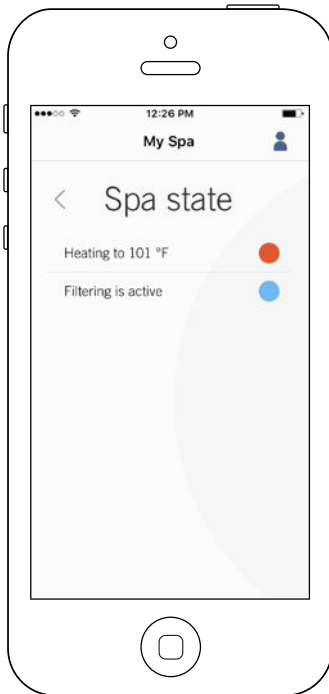 12:26 PM
My Spa
Spa state
Heating to 101 °F
Filtering is active